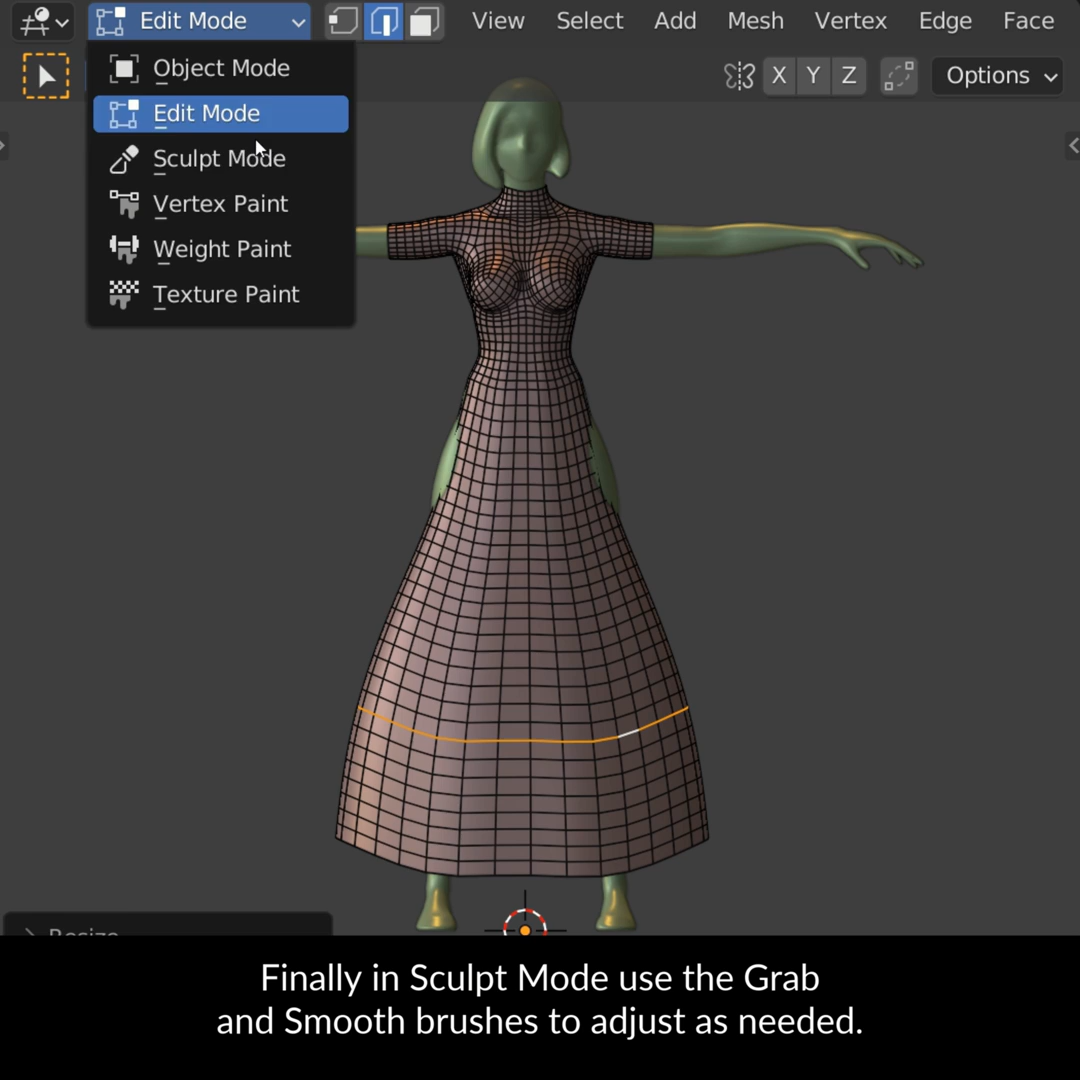 Edit Mode View Select Add Mesh Vertex Edge Face
Object Mode
X Y Z Options
Edit Mode
Sculpt Mode
Vertex Paint
Weight Paint
Texture Paint
Resize
Finally in Sculpt Mode use the Grab
and Smooth brushes to adjust as needed.